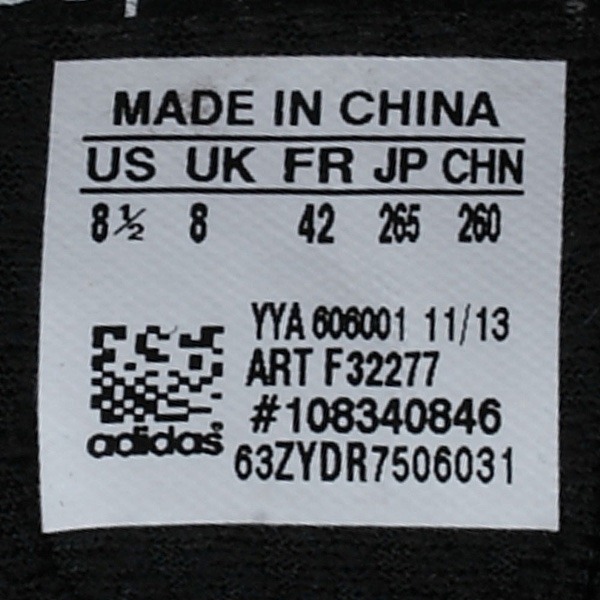 MADE IN CHINA
US UK FR JP CHN
8½ 8 42 265 260
YYA 606001 11/13
ART F32277
#108340846
adidas®
63ZYDR7506031